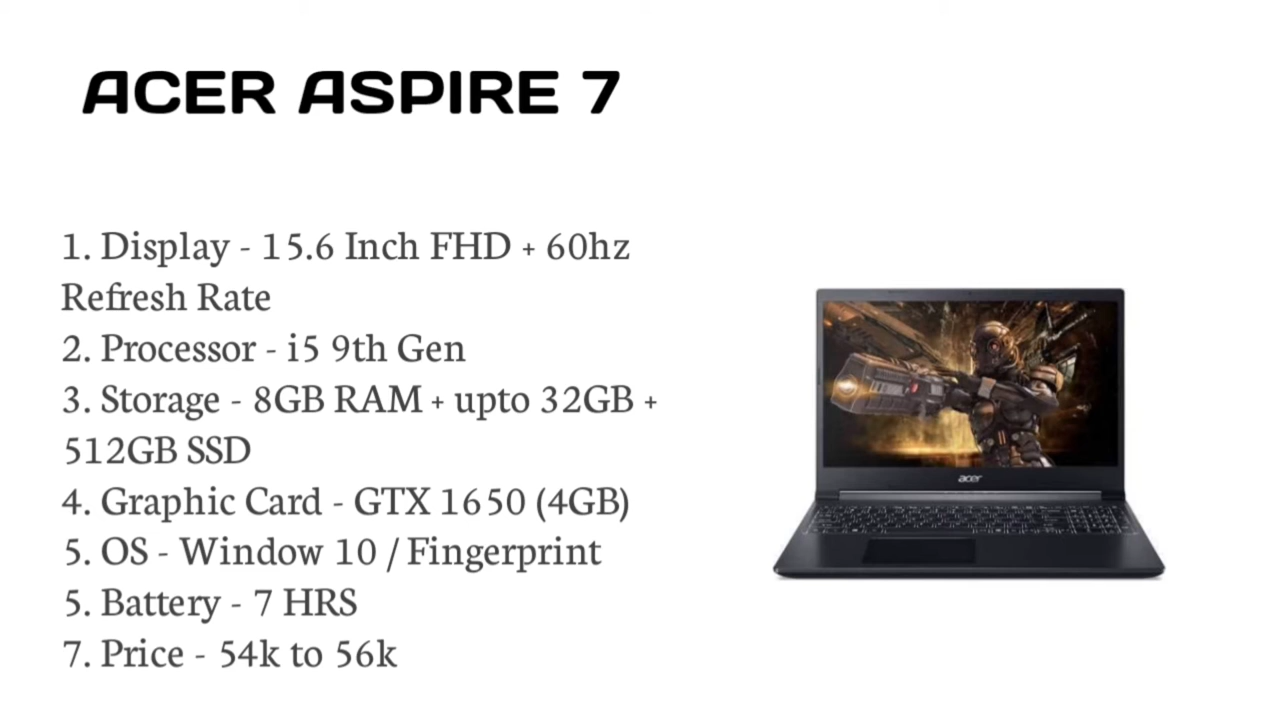 ACER ASPIRE 7
1. Display - 15.6 Inch FHD + 60hz
Refresh Rate
2. Processor - i5 9th Gen
3. Storage - 8GB RAM + upto 32GB +
512GB SSD
4. Graphic Card - GTX 1650 (4GB)
5. OS - Window 10 / Fingerprint
5. Battery - 7 HRS
7. Price - 54k to 56k
acer